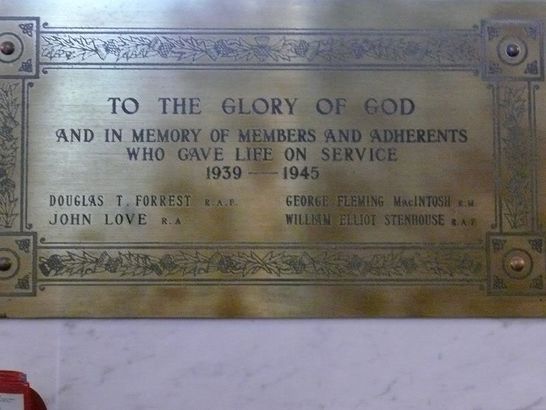 TO THE GLORY OF GOD
AND IN MEMORY OF MEMBERS AND ADHERENTS
WHO GAVE LIFE ON SERVICE
1939 — 1945
DOUGLAS T. FORREST R.A.F. GEORGE FLEMING MACINTOSH R.M.
JOHN LOVE R.A. WILLIAM ELLIOT STENHOUSE R.A.F.